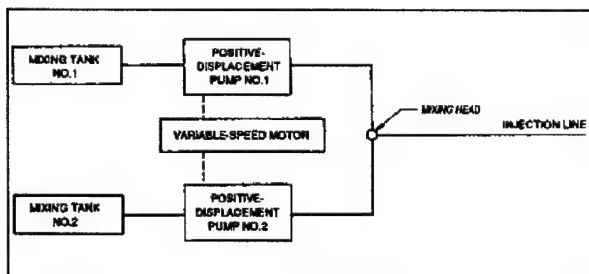 MIXING TANK
NO.1
POSITIVE-
DISPLACEMENT
PUMP NO.1
MIXING HEAD
INJECTION LINE
VARIABLE-SPEED MOTOR
MIXING TANK
NO.2
POSITIVE-
DISPLACEMENT
PUMP NO.2